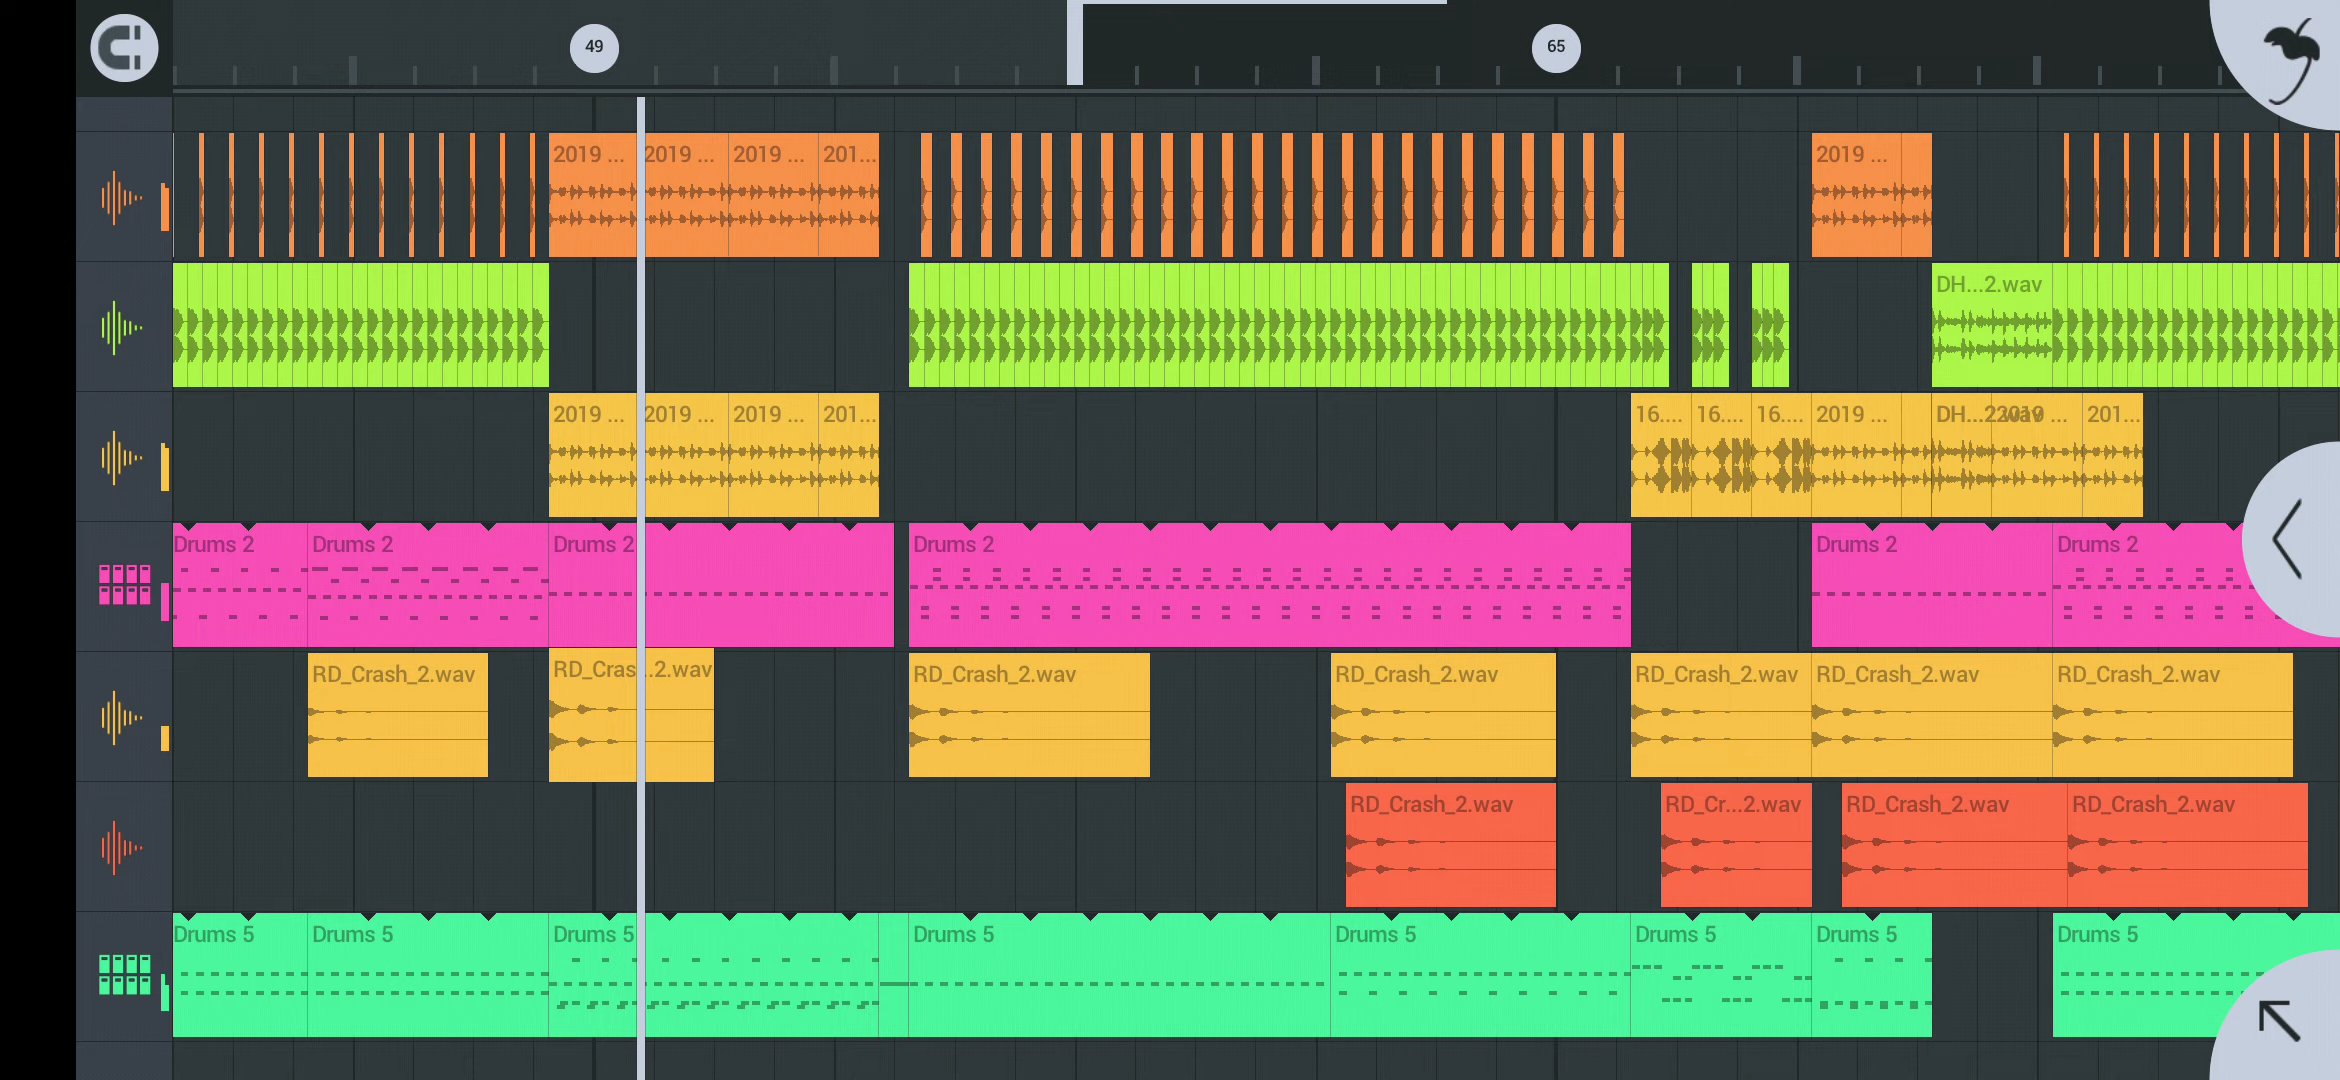 49
65
2019 ...
2019 ...
2019 ...
201...
2019 ...
DH...2.wav
2019 ...
2019 ...
2019 ...
201...
16....
16....
16....
2019 ...
201...
Drums 2
Drums 2
Drums 2
Drums 2
Drums 2
Drums 2
RD_Crash_2.wav
RD_Cras...2.wav
RD_Crash_2.wav
RD_Crash_2.wav
RD_Crash_2.wav
RD_Crash_2.wav
RD_Crash_2.wav
RD_Crash_2.wav
RD_Cr...2.wav
RD_Crash_2.wav
RD_Crash_2.wav
Drums 5
Drums 5
Drums 5
Drums 5
Drums 5
Drums 5
Drums 5
Drums 5